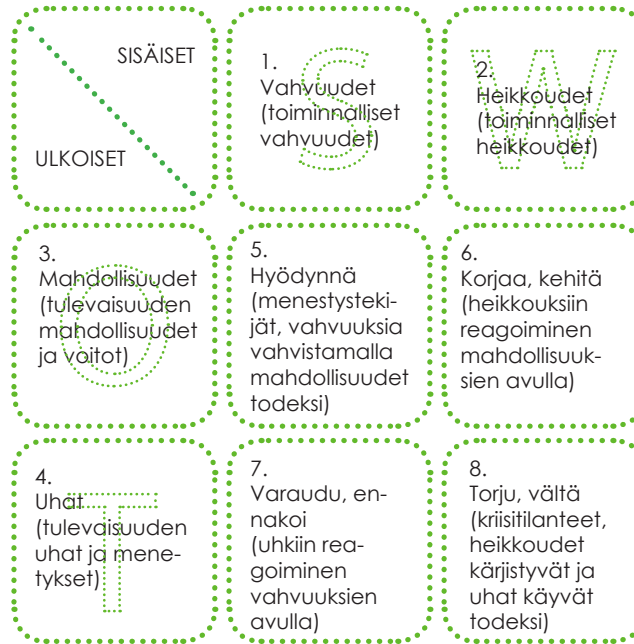 SISÄISET
ULKOISET
1.
Vahvuudet
(toiminnalliset
vahvuudet)
S
2.
Heikkoudet
(toiminnalliset
heikkoudet)
W
3.
Mahdollisuudet
(tulevaisuuden
mahdollisuudet
ja voitot)
O
5.
Hyödynnä
(menestysteki-
jät, vahvuuksia
vahvistamalla
mahdollisuudet
todeksi)
6.
Korjaa, kehitä
(heikkouksiin
reagoiminen
mahdollisuuk-
sien avulla)
4.
Uhat
(tulevaisuuden
uhat ja mene-
tykset)
T
7.
Varaudu, en-
nakoi
(uhkiin rea-
goiminen
vahvuuksien
avulla)
8.
Torju, vältä
(kriisitilanteet,
heikkoudet
kärjistyvät ja
uhat käyvät
todeksi)